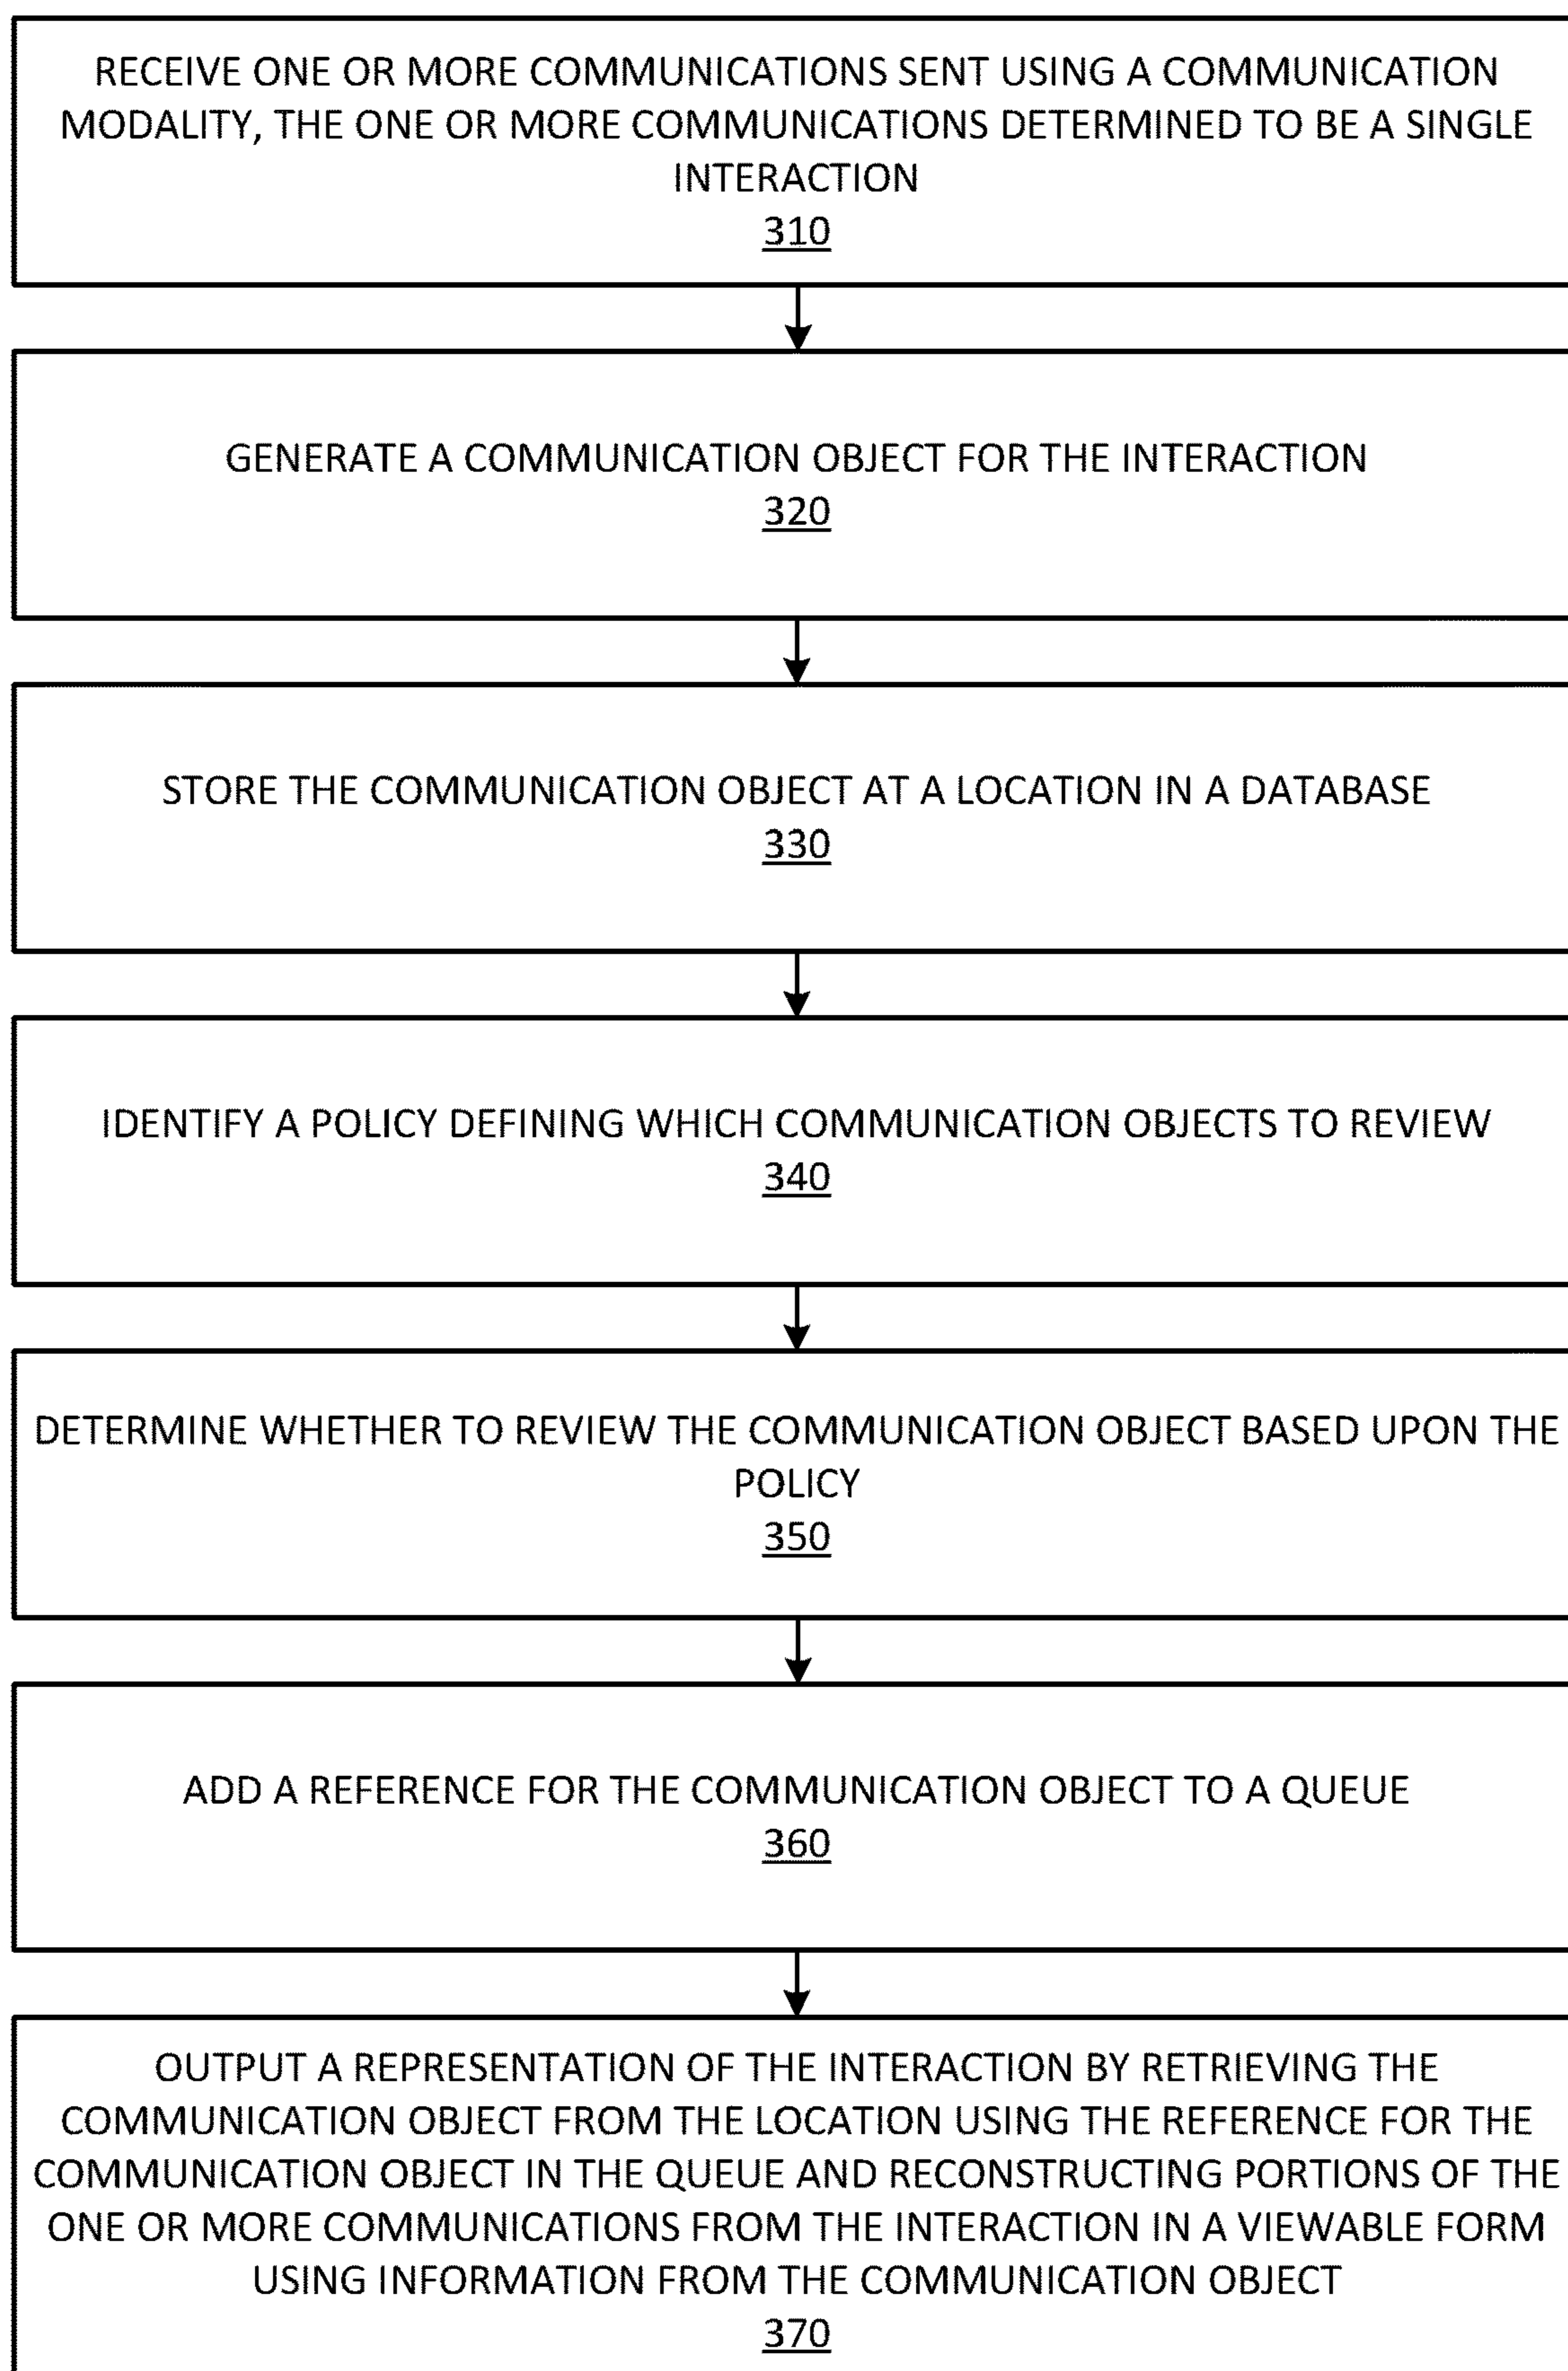 RECEIVE ONE OR MORE COMMUNICATIONS SENT USING A COMMUNICATION
MODALITY, THE ONE OR MORE COMMUNICATIONS DETERMINED TO BE A SINGLE
INTERACTION
310
GENERATE A COMMUNICATION OBJECT FOR THE INTERACTION
320
STORE THE COMMUNICATION OBJECT AT A LOCATION IN A DATABASE
330
IDENTIFY A POLICY DEFINING WHICH COMMUNICATION OBJECTS TO REVIEW
340
DETERMINE WHETHER TO REVIEW THE COMMUNICATION OBJECT BASED UPON THE
POLICY
350
ADD A REFERENCE FOR THE COMMUNICATION OBJECT TO A QUEUE
360
OUTPUT A REPRESENTATION OF THE INTERACTION BY RETRIEVING THE
COMMUNICATION OBJECT FROM THE LOCATION USING THE REFERENCE FOR THE
COMMUNICATION OBJECT IN THE QUEUE AND RECONSTRUCTING PORTIONS OF THE
ONE OR MORE COMMUNICATIONS FROM THE INTERACTION IN A VIEWABLE FORM
USING INFORMATION FROM THE COMMUNICATION OBJECT
370